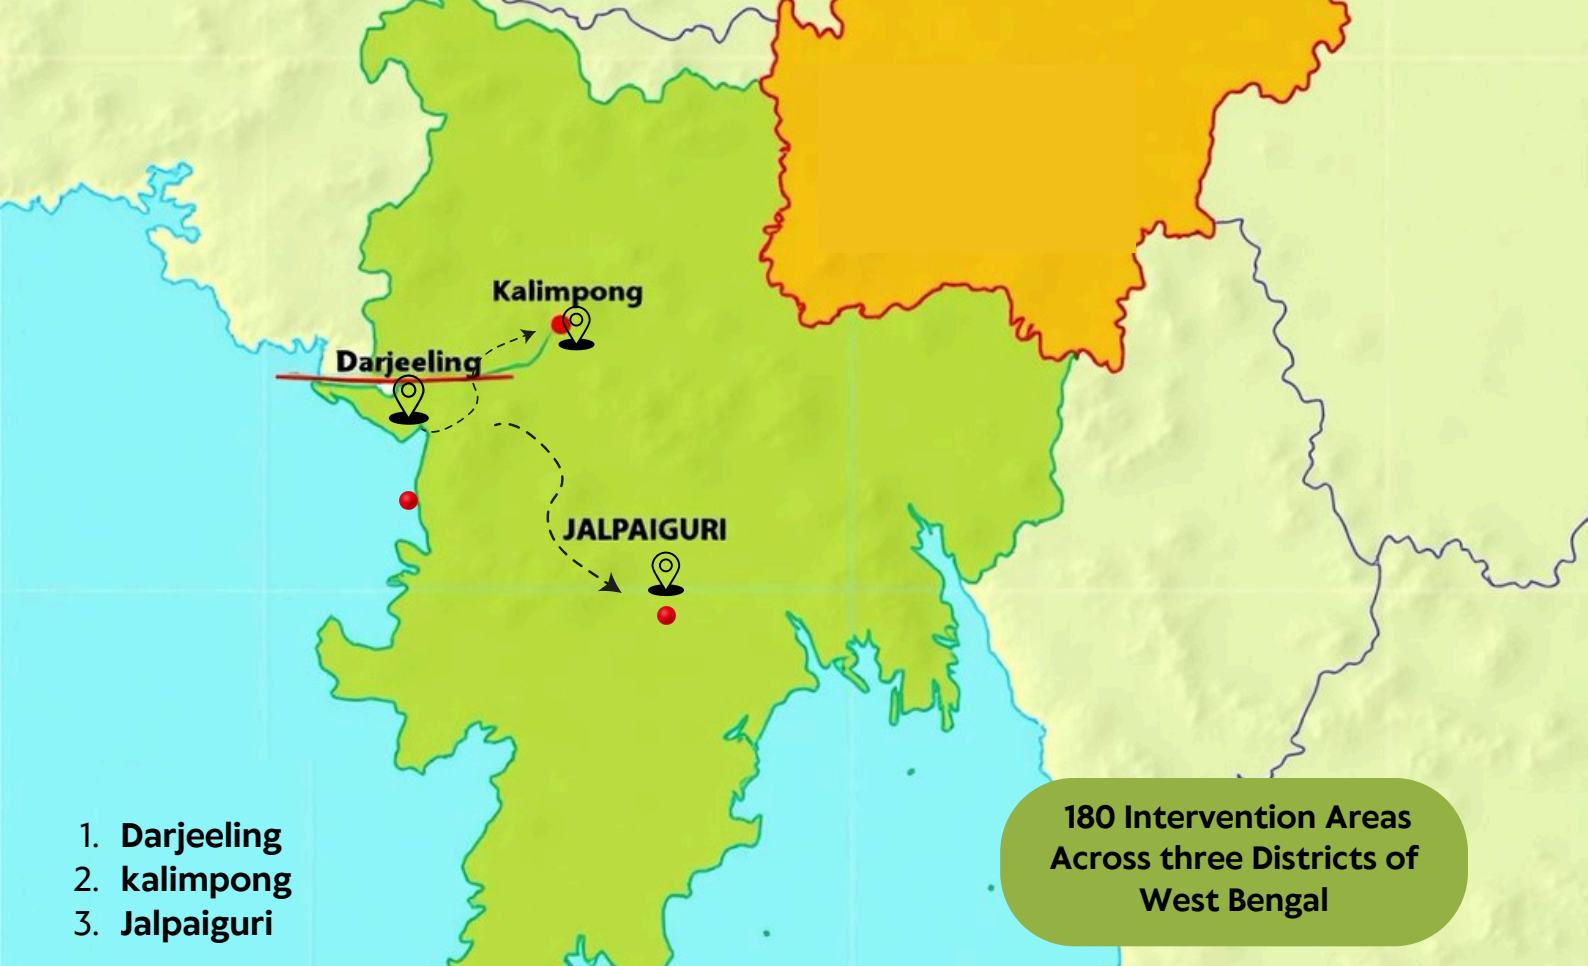 Kalimpong
Darjeeling
JALPAIGURI
1. Darjeeling
2. kalimpong
3. Jalpaiguri
180 Intervention Areas
Across three Districts of
West Bengal